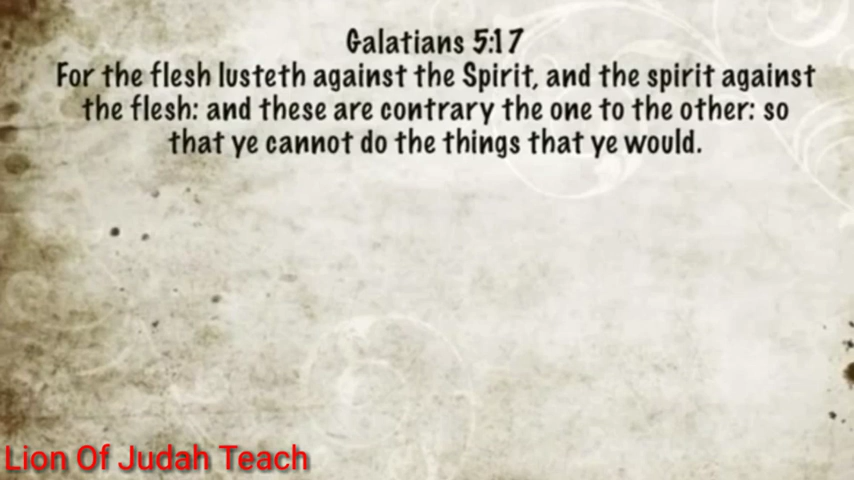 Galatians 5:17
For the flesh lusteth against the Spirit, and the spirit against
the flesh: and these are contrary the one to the other: so
that ye cannot do the things that ye would.
Lion Of Judah Teach